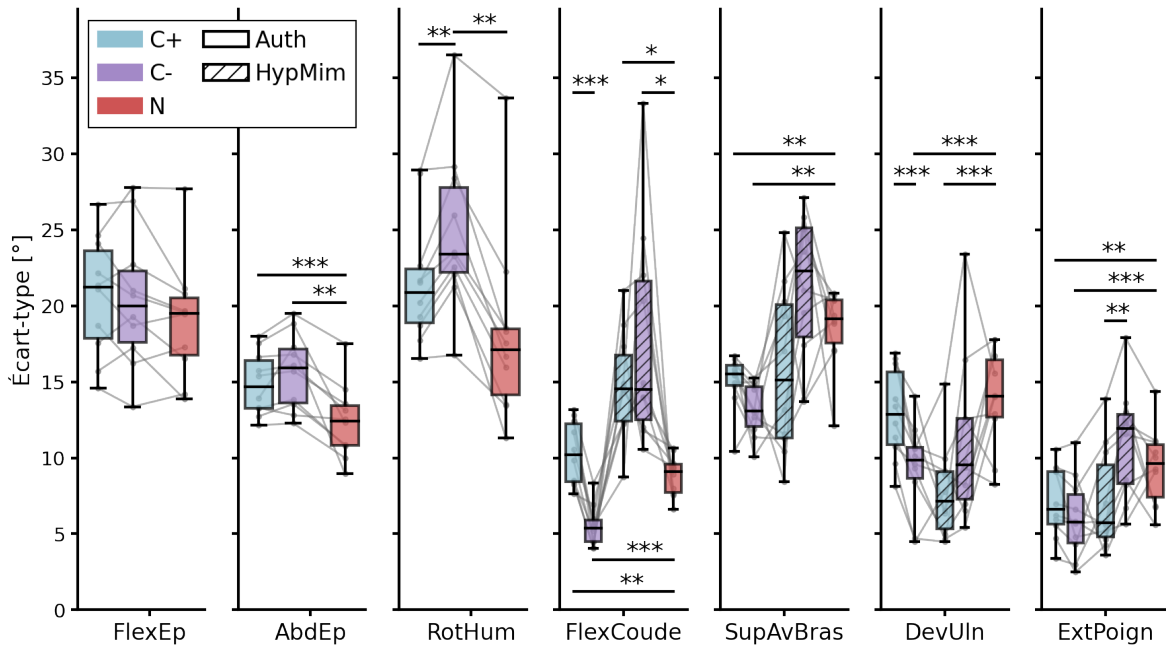 C+
C-
N
Auth
HypMim
Écart-type [°]
35
30
25
20
15
10
5
0
***
**
**
**
***
*
*
***
**
**
**
***
***
***
**
***
**
FlexEp
AbdEp
RotHum
FlexCoude
SupAvBras
DevUln
ExtPoign